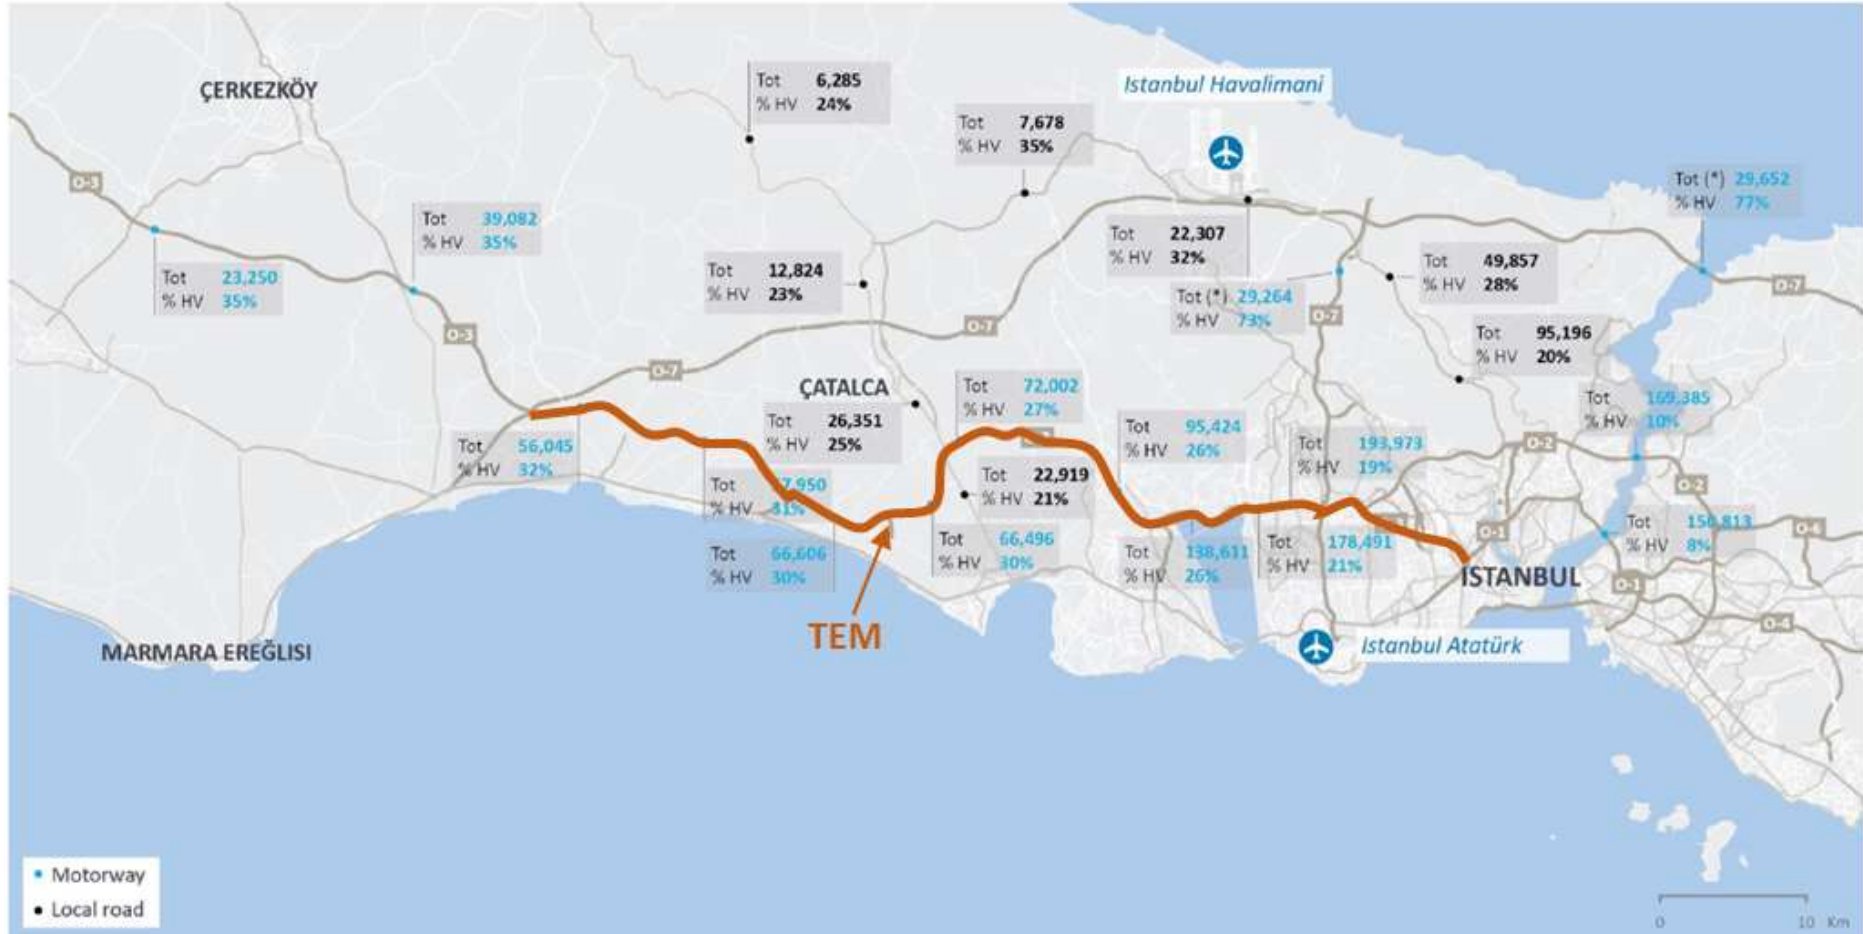 ÇERKEZKÖY
Tot 6,285
% HV 24%
Istanbul Havalimani
Tot 7,678
% HV 35%
O-3
Tot (*) 29,652
% HV 77%
Tot 39,082
% HV 35%
Tot 23,250
% HV 35%
Tot 12,824
% HV 23%
Tot 22,307
% HV 32%
Tot (*) 29,264
% HV 73%
Tot 49,857
% HV 28%
O-7
O-3
O-7
O-7
O-7
Tot 95,196
% HV 20%
ÇATALCA
Tot 72,002
% HV 27%
Tot 169,385
% HV 10%
Tot 26,351
% HV 25%
Tot 95,424
% HV 26%
Tot 56,045
% HV 32%
Tot 193,973
% HV 19%
O-2
O-2
Tot 7,950
% HV 31%
Tot 22,919
% HV 21%
Tot 66,606
% HV 30%
Tot 66,496
% HV 30%
Tot 138,611
% HV 26%
Tot 178,491
% HV 21%
O-1
Tot 150,813
% HV 8%
O-4
ISTANBUL
O-1
TEM
O-4
MARMARA EREĞLISI
Istanbul Atatürk
Motorway
Local road
0 10 Km